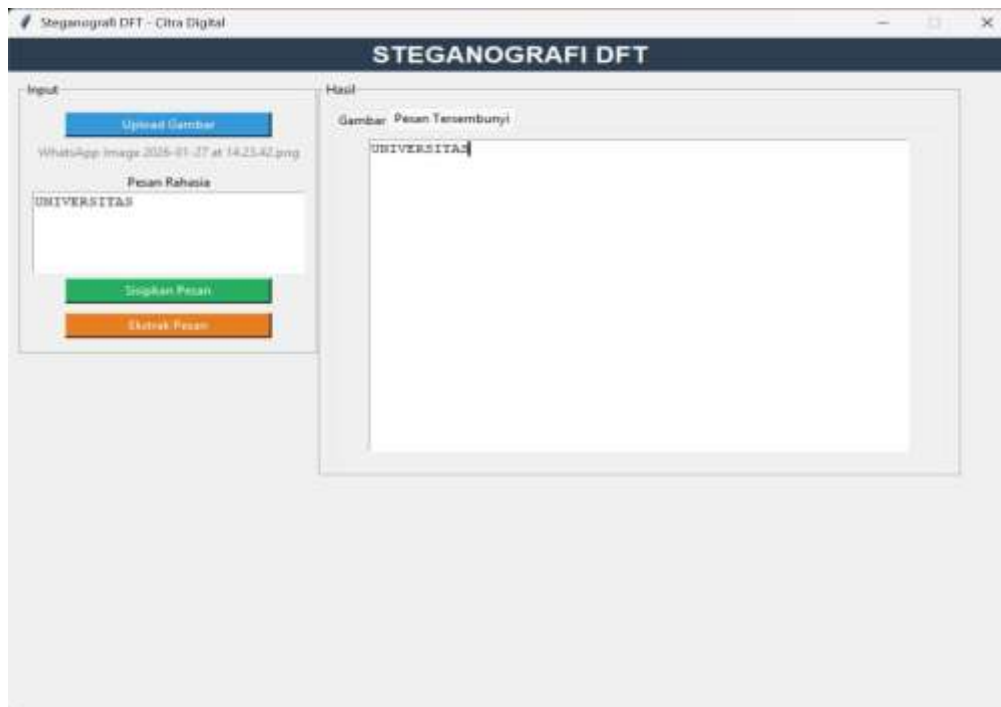 Steganografi DFT - Citra Digital
STEGANOGRAFI DFT
Input
Upload Gambar
WhatsApp Image 2026-01-27 at 14.23.42.png
Pesan Rahasia
UNIVERSITAS
Sisipkan Pesan
Ekstrak Pesan
Hasil
Gambar Pesan Tersembunyi
UNIVERSITAS